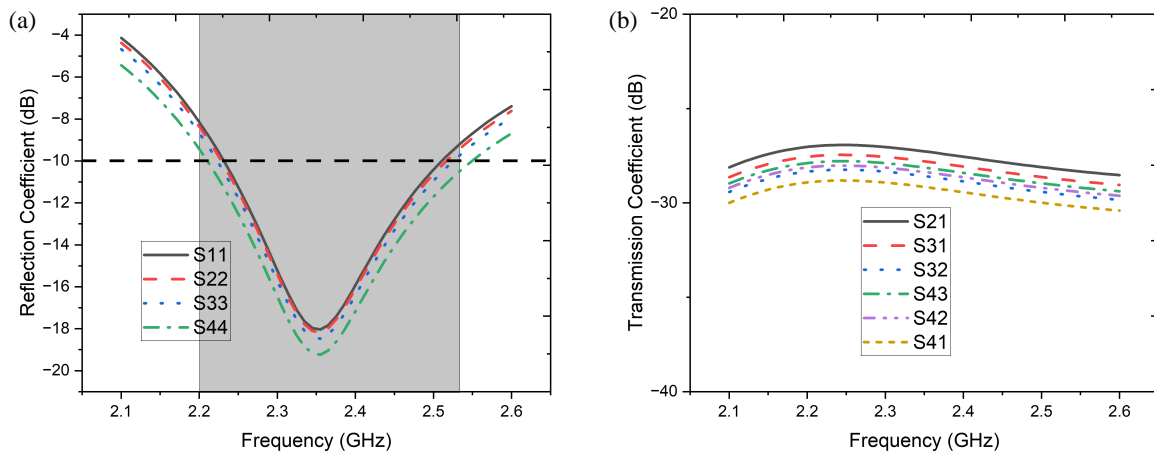 (a)
Reflection Coefficient (dB)
−4
−6
−8
−10
−12
−14
−16
−18
−20
S11
S22
S33
S44
2.1 2.2 2.3 2.4 2.5 2.6
Frequency (GHz)
(b)
Transmission Coefficient (dB)
−20
−30
−40
S21
S31
S32
S43
S42
S41
2.1 2.2 2.3 2.4 2.5 2.6
Frequency (GHz)